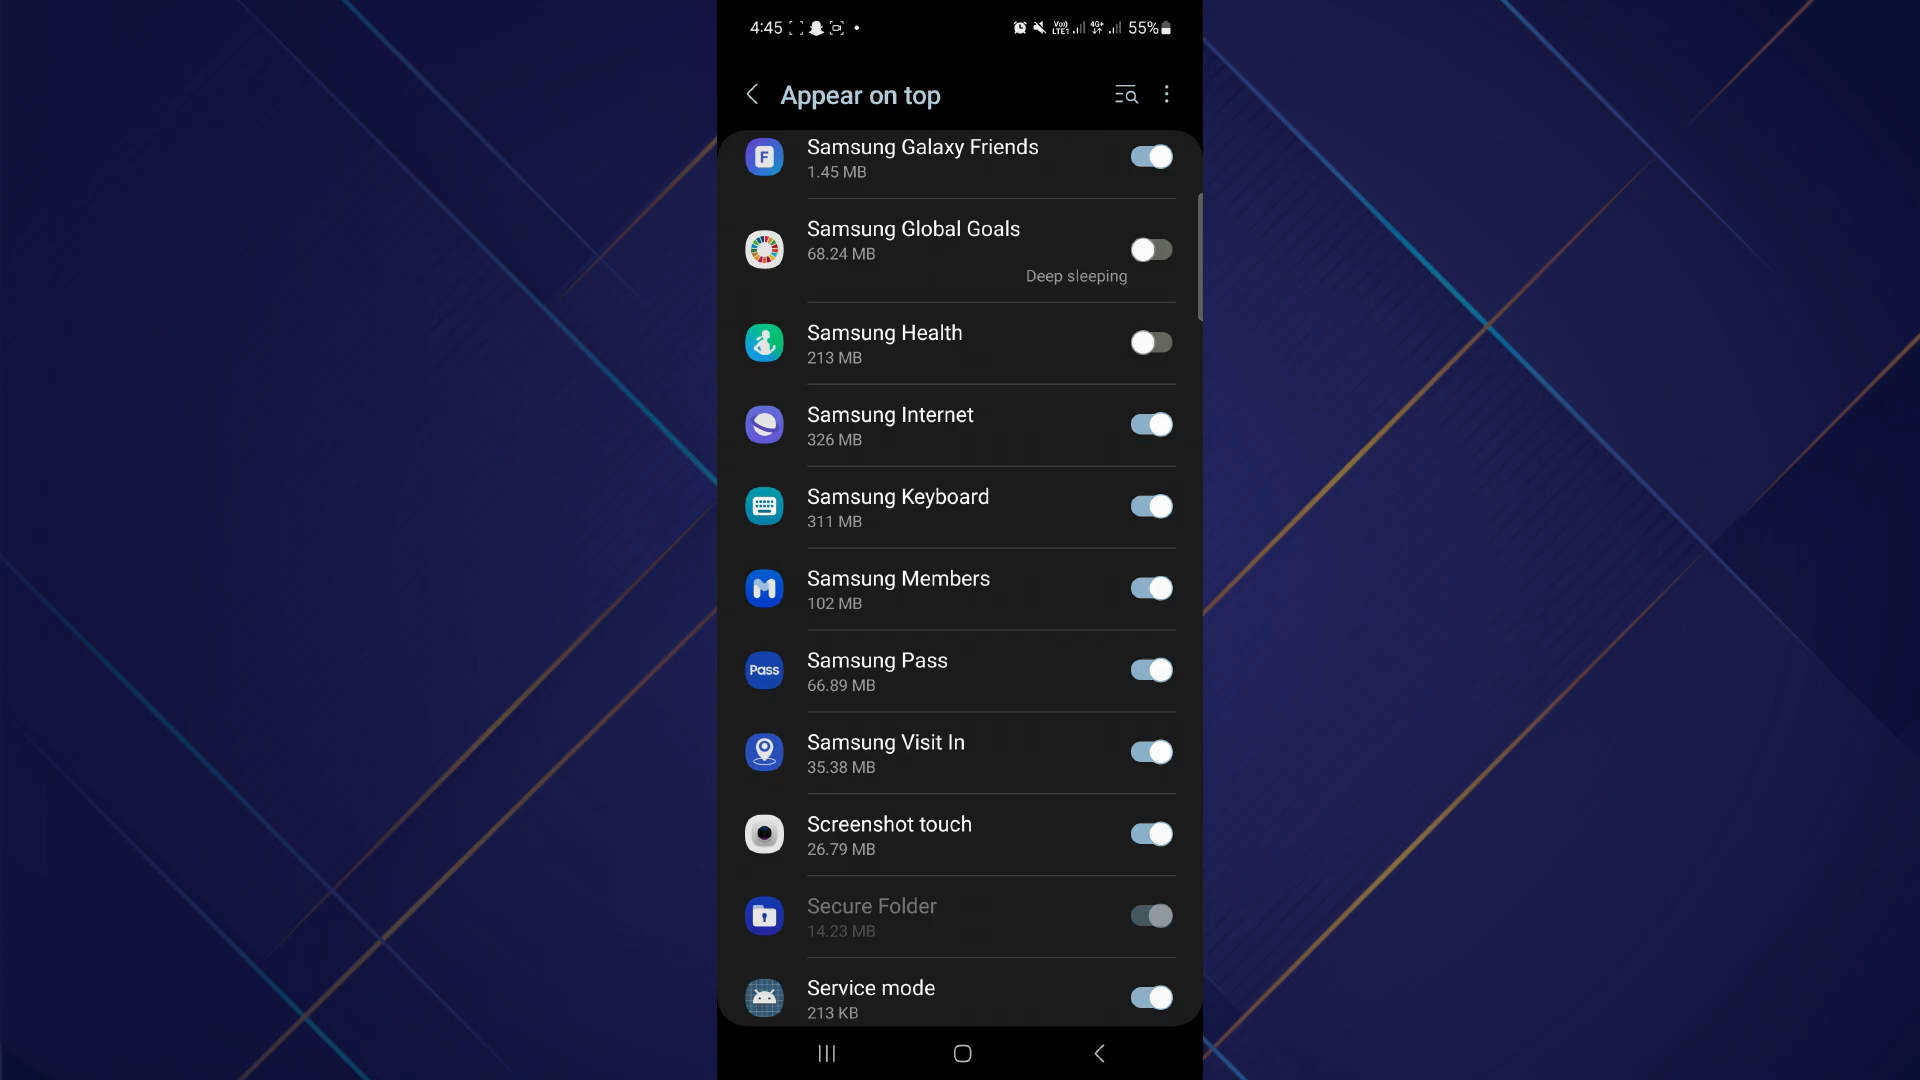 4:45
Vo)) LTE1 4G+ 55%
Appear on top
F
Samsung Galaxy Friends
1.45 MB
Samsung Global Goals
68.24 MB
Deep sleeping
Samsung Health
213 MB
Samsung Internet
326 MB
Samsung Keyboard
311 MB
Samsung Members
102 MB
Pass
Samsung Pass
66.89 MB
Samsung Visit In
35.38 MB
Screenshot touch
26.79 MB
Secure Folder
14.23 MB
Service mode
213 KB